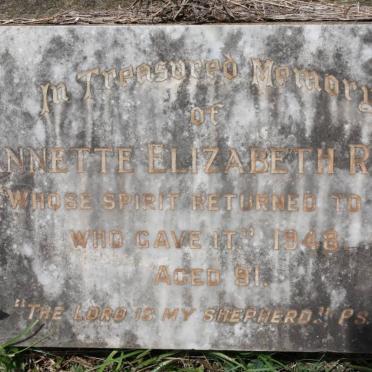 In Treasured Memory
of
NNETTE ELIZABETH R
"WHOSE SPIRIT RETURNED TO
WHO GAVE IT." 1948.
AGED 81.
"THE LORD IS MY SHEPHERD." PS.